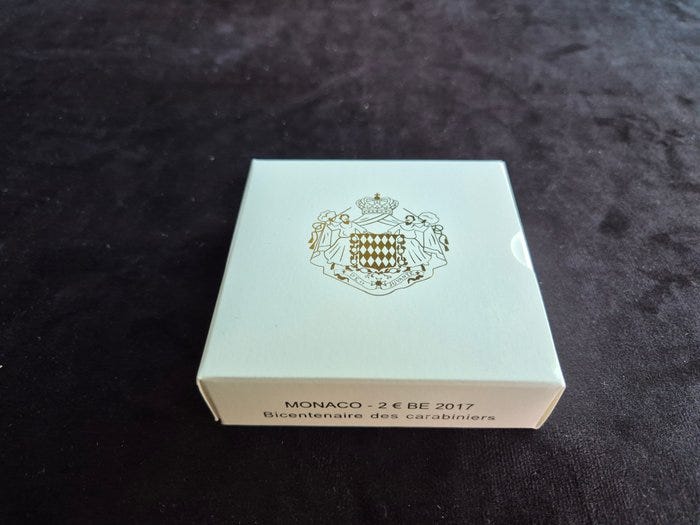 MONACO - 2 € BE 2017
Bicentenaire des carabiniers